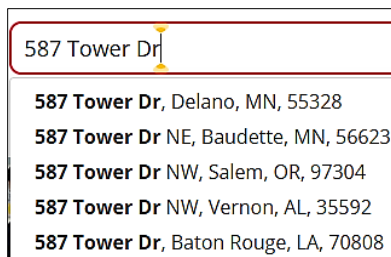 587 Tower Dr
587 Tower Dr, Delano, MN, 55328
587 Tower Dr NE, Baudette, MN, 56623
587 Tower Dr NW, Salem, OR, 97304
587 Tower Dr NW, Vernon, AL, 35592
587 Tower Dr, Baton Rouge, LA, 70808